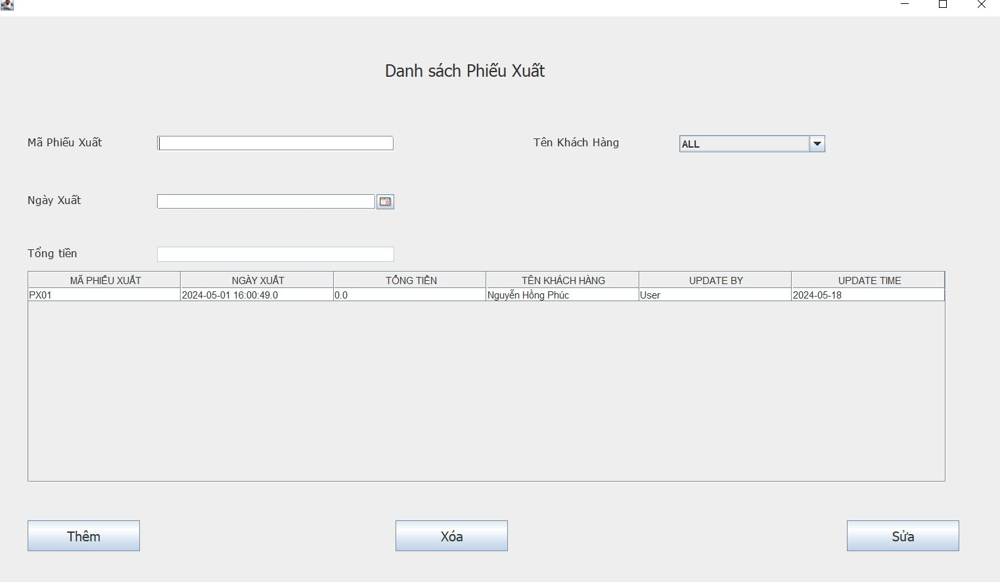 Danh sách Phiếu Xuất
Mã Phiếu Xuất
Tên Khách Hàng ALL
Ngày Xuất
Tổng tiền
MÃ PHIẾU XUẤT NGÀY XUẤT TỔNG TIỀN TÊN KHÁCH HÀNG UPDATE BY UPDATE TIME
PX01 2024-05-01 16:00:49.0 0.0 Nguyễn Hồng Phúc User 2024-05-18
Thêm Xóa Sửa